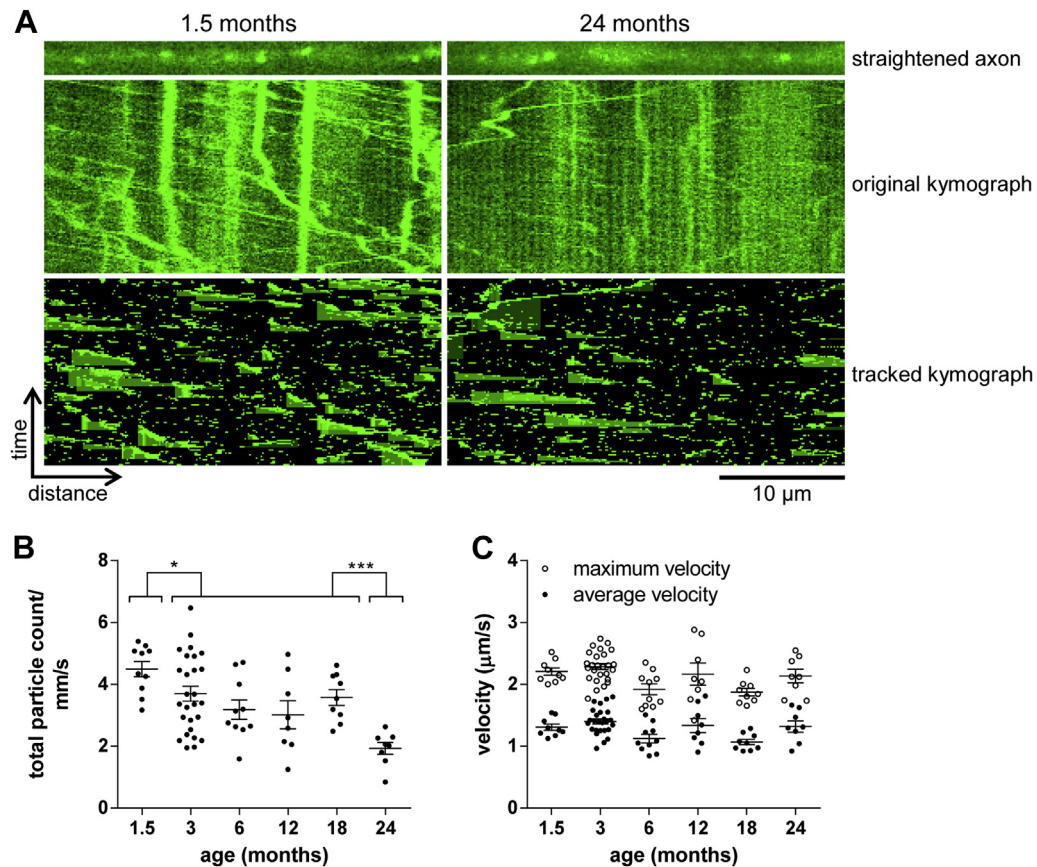 A
1.5 months
24 months
straightened axon
original kymograph
tracked kymograph
time
distance
10 µm
B
total particle count/
mm/s
8
6
4
2
0
*
***
1.5 3 6 12 18 24
age (months)
C
velocity (µm/s)
4
3
2
1
0
maximum velocity
average velocity
1.5 3 6 12 18 24
age (months)